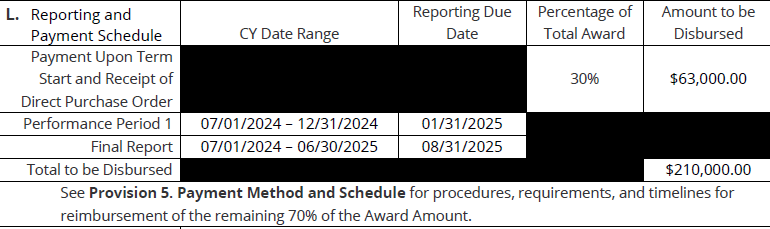 L. Reporting and Payment Schedule CY Date Range Reporting Due Date Percentage of Total Award Amount to be Disbursed
Payment Upon Term Start and Receipt of Direct Purchase Order 30% $63,000.00
Performance Period 1 07/01/2024 – 12/31/2024 01/31/2025
Final Report 07/01/2024 – 06/30/2025 08/31/2025
Total to be Disbursed $210,000.00
See Provision 5. Payment Method and Schedule for procedures, requirements, and timelines for
reimbursement of the remaining 70% of the Award Amount.